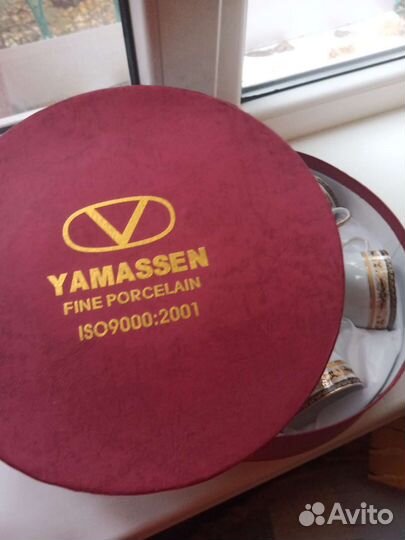 YAMASSEN
FINE PORCELAIN
ISO9000:2001
Avito